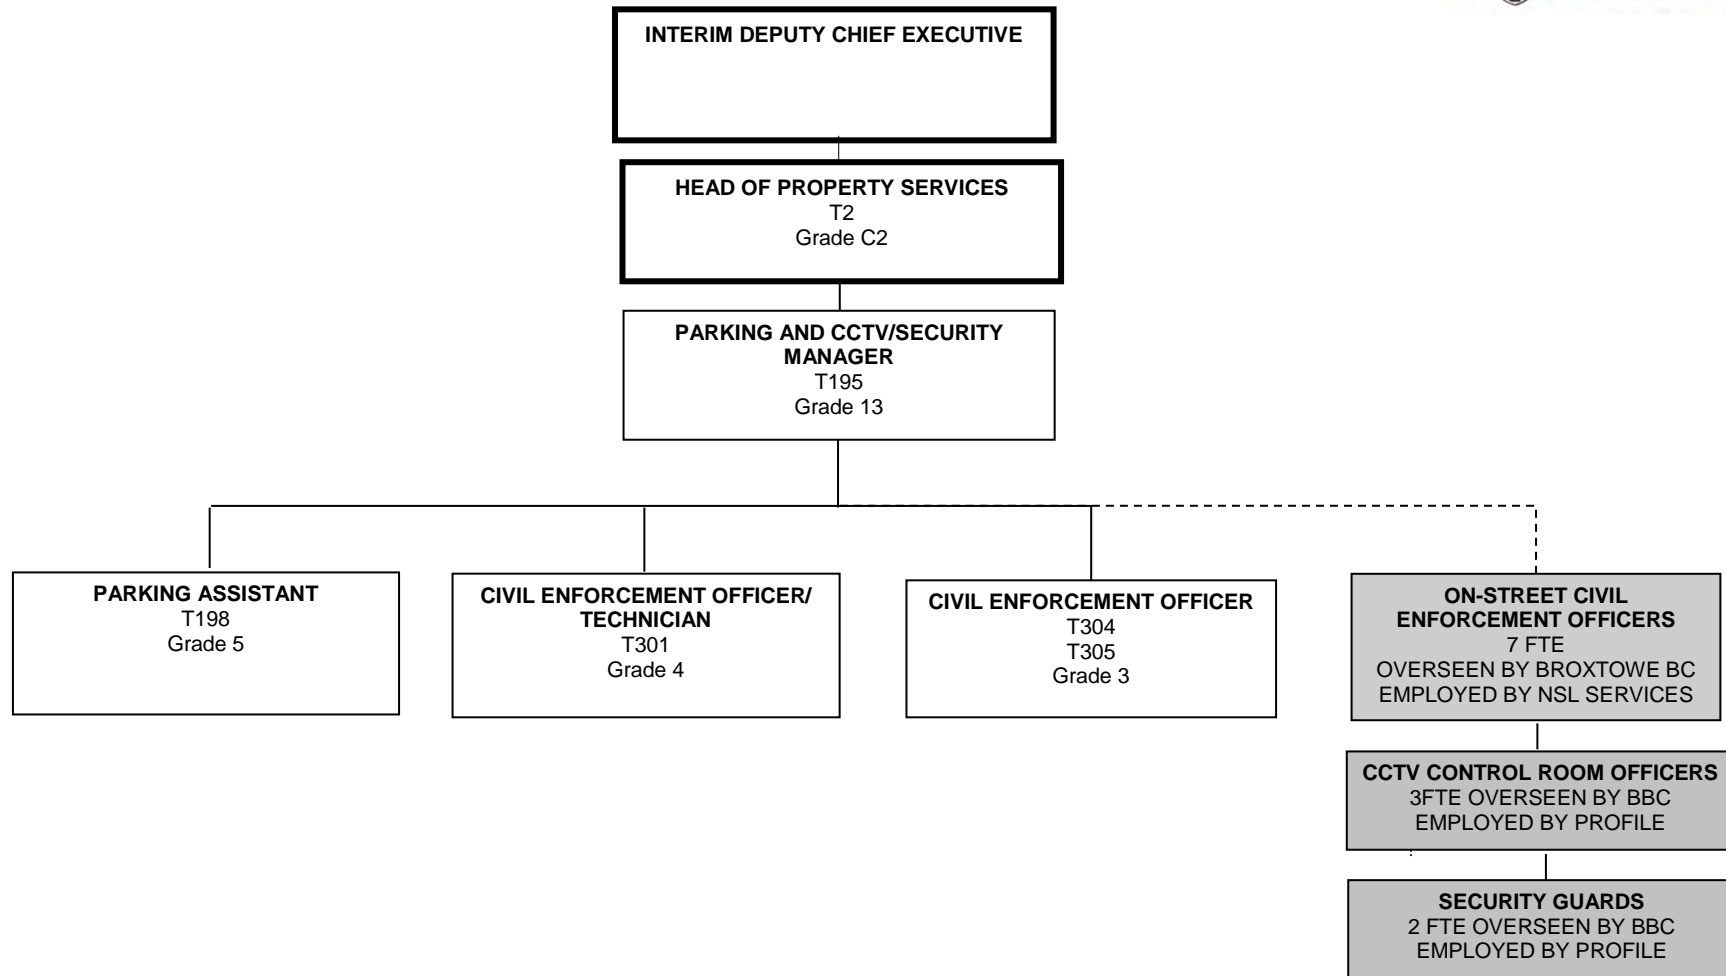 INTERIM DEPUTY CHIEF EXECUTIVE
HEAD OF PROPERTY SERVICES
T2
Grade C2
PARKING AND CCTV/SECURITY
MANAGER
T195
Grade 13
PARKING ASSISTANT
T198
Grade 5
CIVIL ENFORCEMENT OFFICER/
TECHNICIAN
T301
Grade 4
CIVIL ENFORCEMENT OFFICER
T304
T305
Grade 3
ON-STREET CIVIL
ENFORCEMENT OFFICERS
7 FTE
OVERSEEN BY BROXTOWE BC
EMPLOYED BY NSL SERVICES
CCTV CONTROL ROOM OFFICERS
3FTE OVERSEEN BY BBC
EMPLOYED BY PROFILE
SECURITY GUARDS
2 FTE OVERSEEN BY BBC
EMPLOYED BY PROFILE